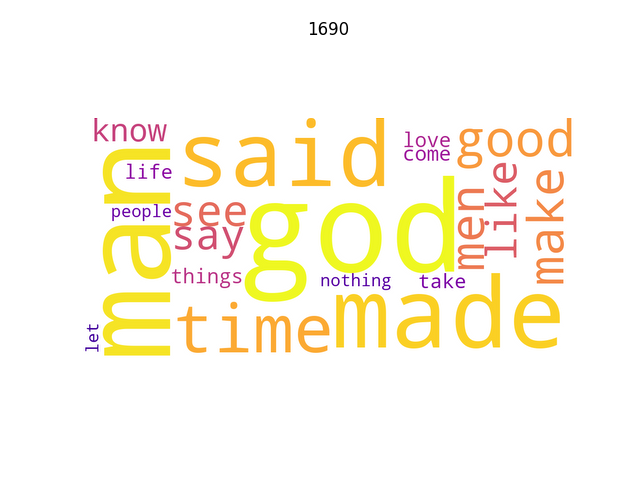 1690
know
said
love
come
good
man
life
people
see
say
god
men
like
make
things
nothing
take
let
time
made